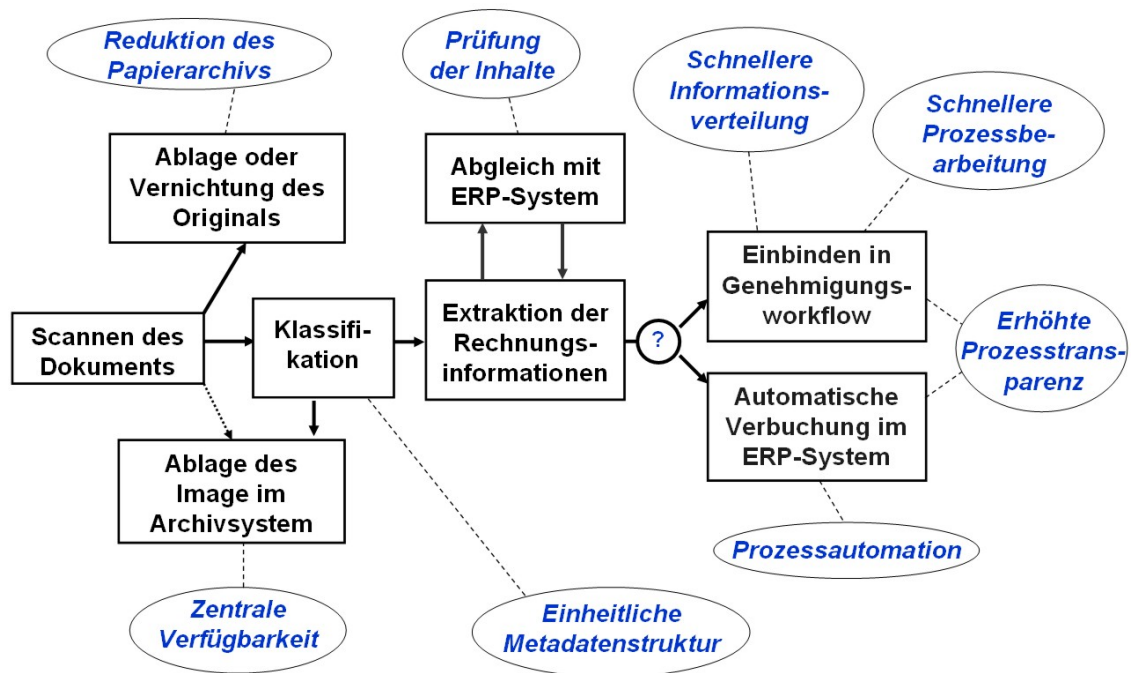 Reduktion des
Papierarchivs
Prüfung
der Inhalte
Schnellere
Informations-
verteilung
Schnellere
Prozessbe-
arbeitung
Ablage oder
Vernichtung des
Originals
Abgleich mit
ERP-System
Scannen des
Dokuments
Klassifi-
kation
Extraktion der
Rechnungs-
informationen
?
Einbinden in
Genehmigungs-
workflow
Erhöhte
Prozesstrans-
parenz
Automatische
Verbuchung im
ERP-System
Ablage des
Image im
Archivsystem
Prozessautomation
Zentrale
Verfügbarkeit
Einheitliche
Metadatenstruktur